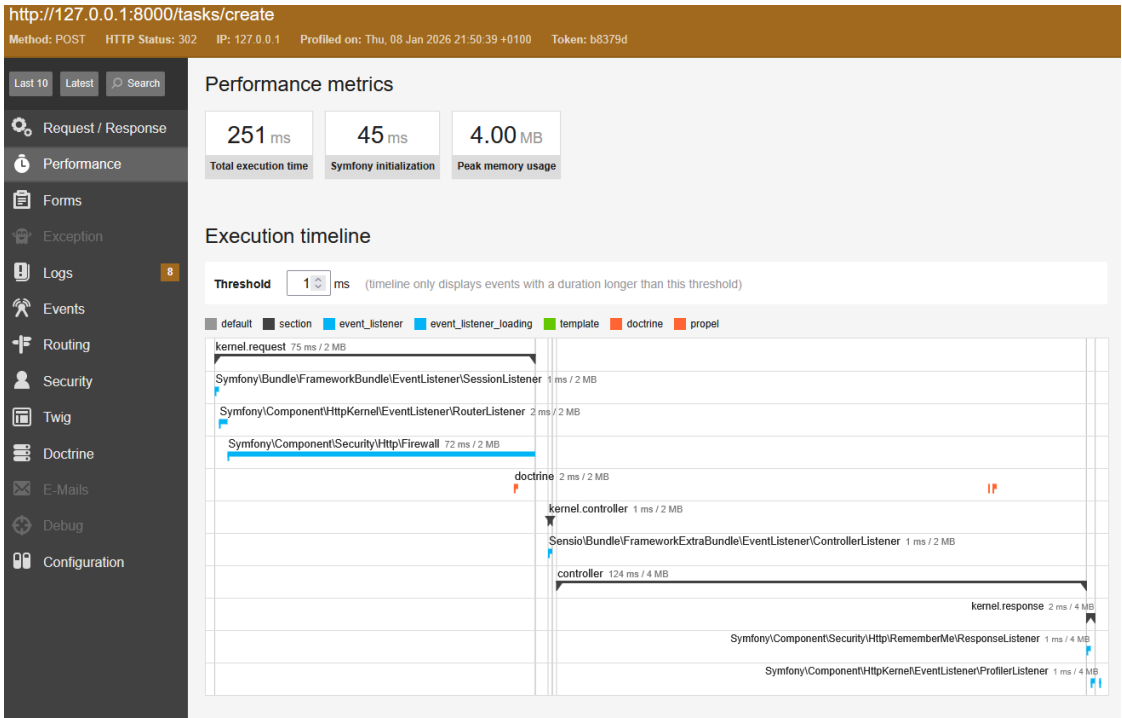 http://127.0.0.1:8000/tasks/create
Method: POST HTTP Status: 302 IP: 127.0.0.1 Profiled on: Thu, 08 Jan 2026 21:50:39 +0100 Token: b8379d
Last 10 Latest Search
Request / Response
Performance
Forms
Exception
Logs 8
Events
Routing
Security
Twig
Doctrine
E-Mails
Debug
Configuration
Performance metrics
251 ms 45 ms 4.00 MB
Total execution time Symfony initialization Peak memory usage
Execution timeline
Threshold 1 ms (timeline only displays events with a duration longer than this threshold)
default section event_listener event_listener_loading template doctrine propel
kernel.request 75 ms / 2 MB
Symfony\Bundle\FrameworkBundle\EventListener\SessionListener 1 ms / 2 MB
Symfony\Component\HttpKernel\EventListener\RouterListener 2 ms / 2 MB
Symfony\Component\Security\Http\Firewall 72 ms / 2 MB
doctrine 2 ms / 2 MB
kernel.controller 1 ms / 2 MB
Sensio\Bundle\FrameworkExtraBundle\EventListener\ControllerListener 1 ms / 2 MB
controller 124 ms / 4 MB
kernel.response 2 ms / 4 MB
Symfony\Component\Security\Http\RememberMe\ResponseListener 1 ms / 4 MB
Symfony\Component\HttpKernel\EventListener\ProfilerListener 1 ms / 4 MB